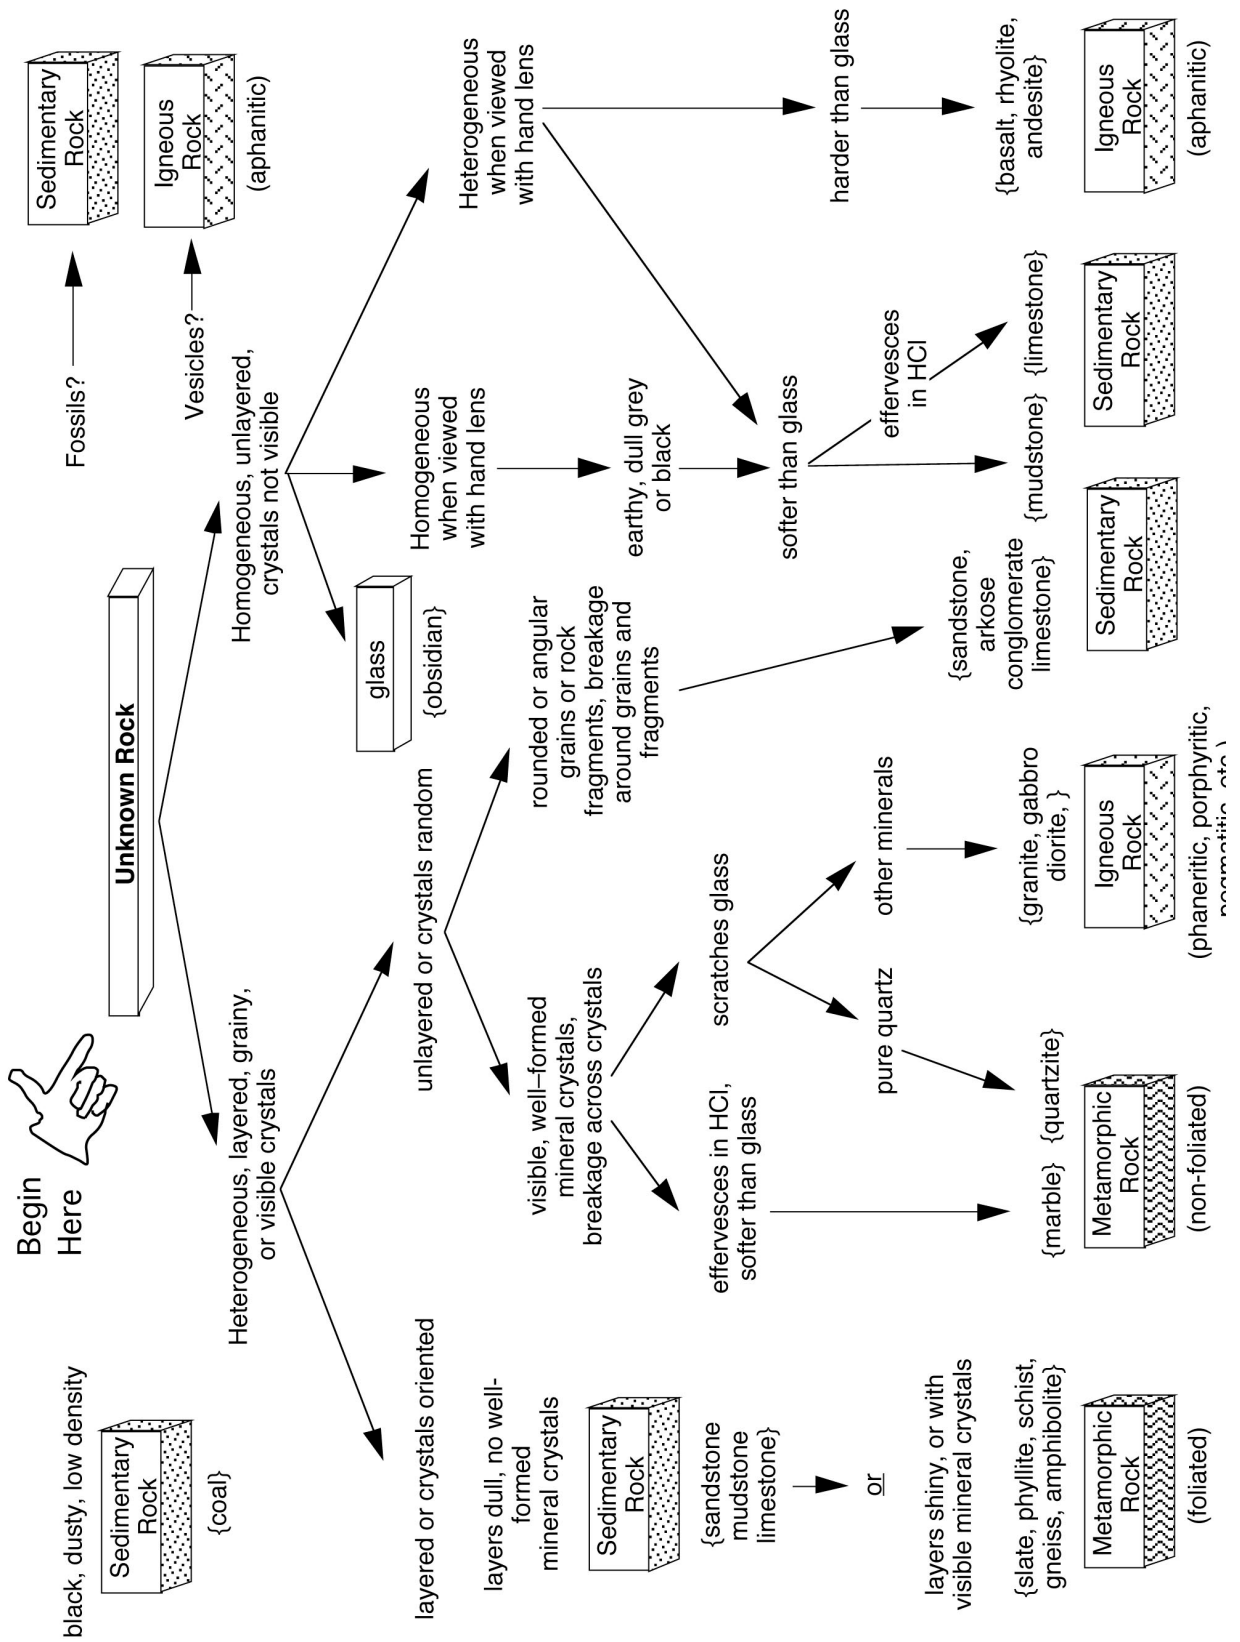 Begin
Here
Unknown Rock
black, dusty, low density
Sedimentary
Rock
{coal}
Fossils?
Sedimentary
Rock
Vesicles?
Igneous
Rock
(aphanitic)
Heterogeneous, layered, grainy,
or visible crystals
Homogeneous, unlayered,
crystals not visible
layered or crystals oriented
layers dull, no well-
formed
mineral crystals
Sedimentary
Rock
{sandstone
mudstone
limestone}
or
layers shiny, or with
visible mineral crystals
{slate, phyllite, schist,
gneiss, amphibolite}
Metamorphic
Rock
(foliated)
unlayered or crystals random
visible, well–formed
mineral crystals,
breakage across crystals
effervesces in HCl,
softer than glass
{marble}
scratches glass
pure quartz
{quartzite}
Metamorphic
Rock
(non-foliated)
other minerals
{granite, gabbro
diorite, }
Igneous
Rock
(phaneritic, porphyritic,
rounded or angular
grains or rock
fragments, breakage
around grains and
fragments
{sandstone,
arkose
conglomerate
limestone}
Sedimentary
Rock
glass
{obsidian}
Homogeneous
when viewed
with hand lens
earthy, dull grey
or black
softer than glass
{mudstone}
effervesces
in HCl
{limestone}
Sedimentary
Rock
Heterogeneous
when viewed
with hand lens
harder than glass
{basalt, rhyolite,
andesite}
Igneous
Rock
(aphanitic)